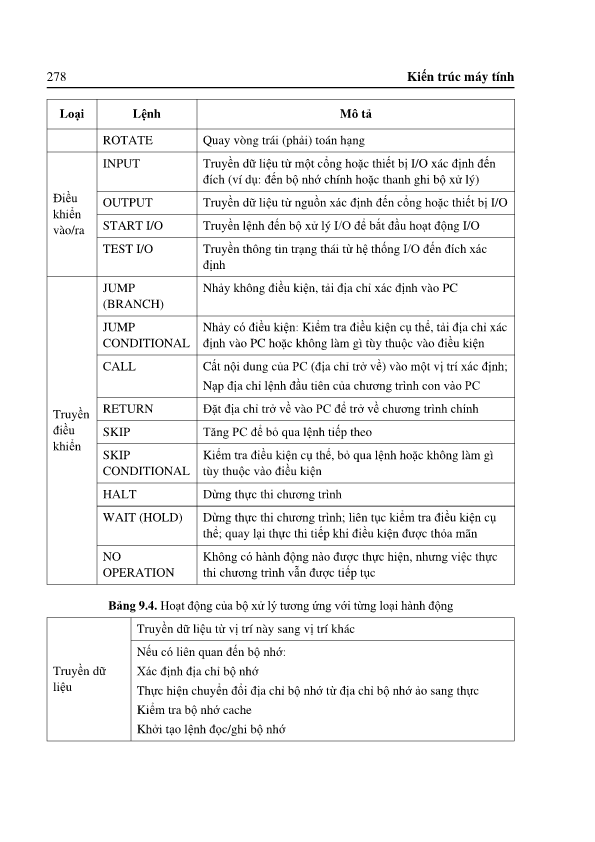 278 Kiến trúc máy tính
Loại Lệnh Mô tả
ROTATE Quay vòng trái (phải) toán hạng
Điều
khiển
vào/ra
INPUT Truyền dữ liệu từ một cổng hoặc thiết bị I/O xác định đến
đích (ví dụ: đến bộ nhớ chính hoặc thanh ghi bộ xử lý)
OUTPUT Truyền dữ liệu từ nguồn xác định đến cổng hoặc thiết bị I/O
START I/O Truyền lệnh đến bộ xử lý I/O để bắt đầu hoạt động I/O
TEST I/O Truyền thông tin trạng thái từ hệ thống I/O đến đích xác
định
Truyền
điều
khiển
JUMP
(BRANCH)
Nhảy không điều kiện, tải địa chỉ xác định vào PC
JUMP
CONDITIONAL
Nhảy có điều kiện: Kiểm tra điều kiện cụ thể, tải địa chỉ xác
định vào PC hoặc không làm gì tùy thuộc vào điều kiện
CALL Cất nội dung của PC (địa chỉ trở về) vào một vị trí xác định;
Nạp địa chỉ lệnh đầu tiên của chương trình con vào PC
RETURN Đặt địa chỉ trở về vào PC để trở về chương trình chính
SKIP Tăng PC để bỏ qua lệnh tiếp theo
SKIP
CONDITIONAL
Kiểm tra điều kiện cụ thể, bỏ qua lệnh hoặc không làm gì
tùy thuộc vào điều kiện
HALT Dừng thực thi chương trình
WAIT (HOLD) Dừng thực thi chương trình; liên tục kiểm tra điều kiện cụ
thể; quay lại thực thi tiếp khi điều kiện được thỏa mãn
NO
OPERATION
Không có hành động nào được thực hiện, nhưng việc thực
thi chương trình vẫn được tiếp tục
Bảng 9.4. Hoạt động của bộ xử lý tương ứng với từng loại hành động
Truyền dữ
liệu
Truyền dữ liệu từ vị trí này sang vị trí khác
Nếu có liên quan đến bộ nhớ:
Xác định địa chỉ bộ nhớ
Thực hiện chuyển đổi địa chỉ bộ nhớ từ địa chỉ bộ nhớ ảo sang thực
Kiểm tra bộ nhớ cache
Khởi tạo lệnh đọc/ghi bộ nhớ